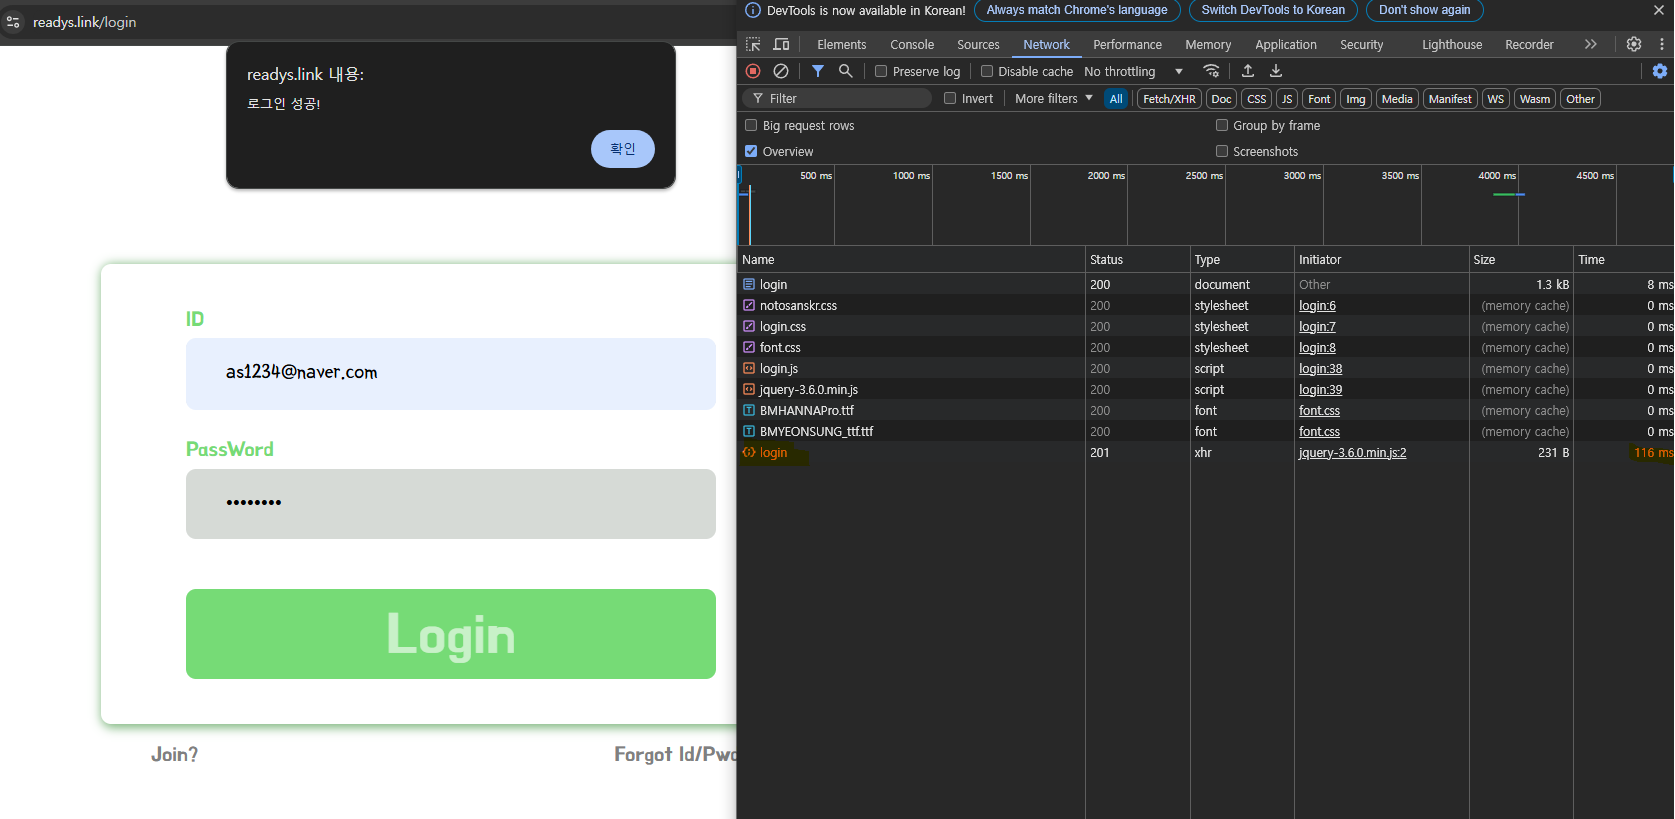 readys.link/login
readys.link 내용:
로그인 성공!
확인
ID
as1234@naver.com
PassWord
••••••••
Login
Join?
Forgot Id/Pw
DevTools is now available in Korean! Always match Chrome's language Switch DevTools to Korean Don't show again
Elements Console Sources Network Performance Memory Application Security Lighthouse Recorder
Preserve log Disable cache No throttling
Filter Invert More filters All Fetch/XHR Doc CSS JS Font Img Media Manifest WS Wasm Other
Big request rows Group by frame
Overview Screenshots
500 ms 1000 ms 1500 ms 2000 ms 2500 ms 3000 ms 3500 ms 4000 ms 4500 ms
Name Status Type Initiator Size Time
login 200 document Other 1.3 kB 8 ms
notosanskr.css 200 stylesheet login:6 (memory cache) 0 ms
login.css 200 stylesheet login:7 (memory cache) 0 ms
font.css 200 stylesheet login:8 (memory cache) 0 ms
login.js 200 script login:38 (memory cache) 0 ms
jquery-3.6.0.min.js 200 script login:39 (memory cache) 0 ms
BMHANNAPro.ttf 200 font font.css (memory cache) 0 ms
BMYEONSUNG_ttf.ttf 200 font font.css (memory cache) 0 ms
login 201 xhr jquery-3.6.0.min.js:2 231 B 116 ms